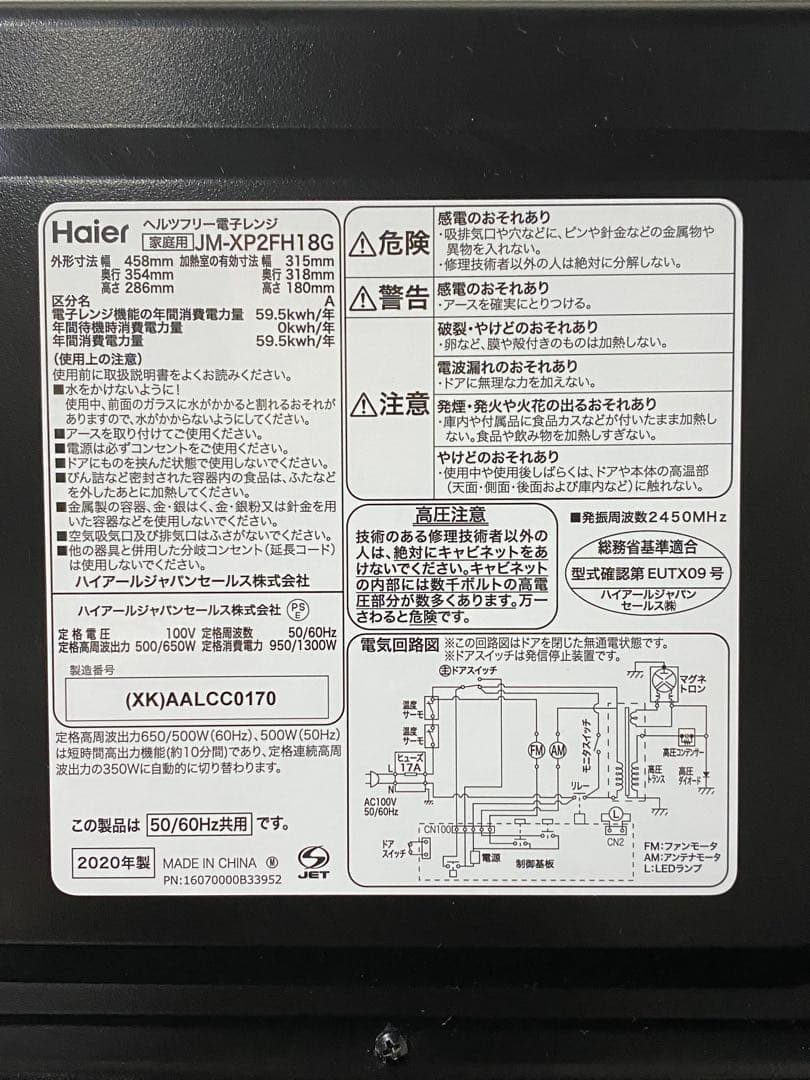 Haier
ヘルツフリー電子レンジ
家庭用 JM-XP2FH18G
外形寸法 幅 458mm 加熱室の有効寸法 幅 315mm
奥行 354mm 奥行 318mm
高さ 286mm 高さ 180mm
区分名 A
電子レンジ機能の年間消費電力量 59.5kwh/年
年間待機時消費電力量 0kwh/年
年間消費電力量 59.5kwh/年
(使用上の注意)
使用前に取扱説明書をよくお読みください。
■水をかけないように!
使用中、前面のガラスに水がかかると割れるおそれが
ありますので、水がかからないようにしてください。
■アースを取り付けてご使用ください。
■電源は必ずコンセントをご使用ください。
■ドアにものを挟んだ状態で使用しないでください。
■びん詰など密封された容器内の食品は、ふたなど
を外したあとに加熱してください。
■金属製の容器、金・銀はく、金・銀粉又は針金を用
いた容器などを使用しないでください。
■空気吸気口及び排気口はふさがないでください。
■他の器具と併用した分岐コンセント(延長コード)
は使用しないでください。
ハイアールジャパンセールス株式会社
ハイアールジャパンセールス株式会社 PSE
定格電圧 100V 定格周波数 50/60Hz
定格高周波出力 500/650W 定格消費電力 950/1300W
製造番号
(XK)AALCC0170
定格高周波出力650/500W(60Hz)、500W(50Hz)
は短時間高出力機能(約10分間)であり、定格連続高周
波出力の350Wに自動的に切り替わります。
この製品は 50/60Hz共用 です。
2020年製 MADE IN CHINA Ⓜ JET
PN:16070000B33952
⚠危険
感電のおそれあり
・吸排気口や穴などに、ピンや針金などの金属物や
異物を入れない。
・修理技術者以外の人は絶対に分解しない。
⚠警告
感電のおそれあり
・アースを確実にとりつける。
⚠注意
破裂・やけどのおそれあり
・卵など、膜や殻付きのものは加熱しない。
電波漏れのおそれあり
・ドアに無理な力を加えない。
発煙・発火や火花の出るおそれあり
・庫内や付属品に食品カスなどが付いたまま加熱し
ない。食品や飲み物を加熱しすぎない。
やけどのおそれあり
・使用中や使用後しばらくは、ドアや本体の高温部
(天面・側面・後面および庫内など)に触れない。
高圧注意
技術のある修理技術者以外の
人は、絶対にキャビネットをあ
けないでください。キャビネット
の内部には数千ボルトの高電
圧部分が数多くあります。万一
さわると危険です。
■発振周波数2450MHz
総務省基準適合
型式確認第EUTX09号
ハイアールジャパン
セールス㈱
電気回路図 ※この回路図はドアを閉じた無通電状態です。
※ドアスイッチは発信停止装置です。
主ドアスイッチ
マグネ
トロン
温度
サーモ
温度
サーモ
ヒューズ
17A
L
N
AC100V
50/60Hz
FM
AM
モニタスイッチ
リレー
高圧
トランス
高圧コンデンサー
高圧
ダイオード
L
CN2
CN100
ドア
スイッチ
電源
制御基板
FM:ファンモータ
AM:アンテナモータ
L:LEDランプ